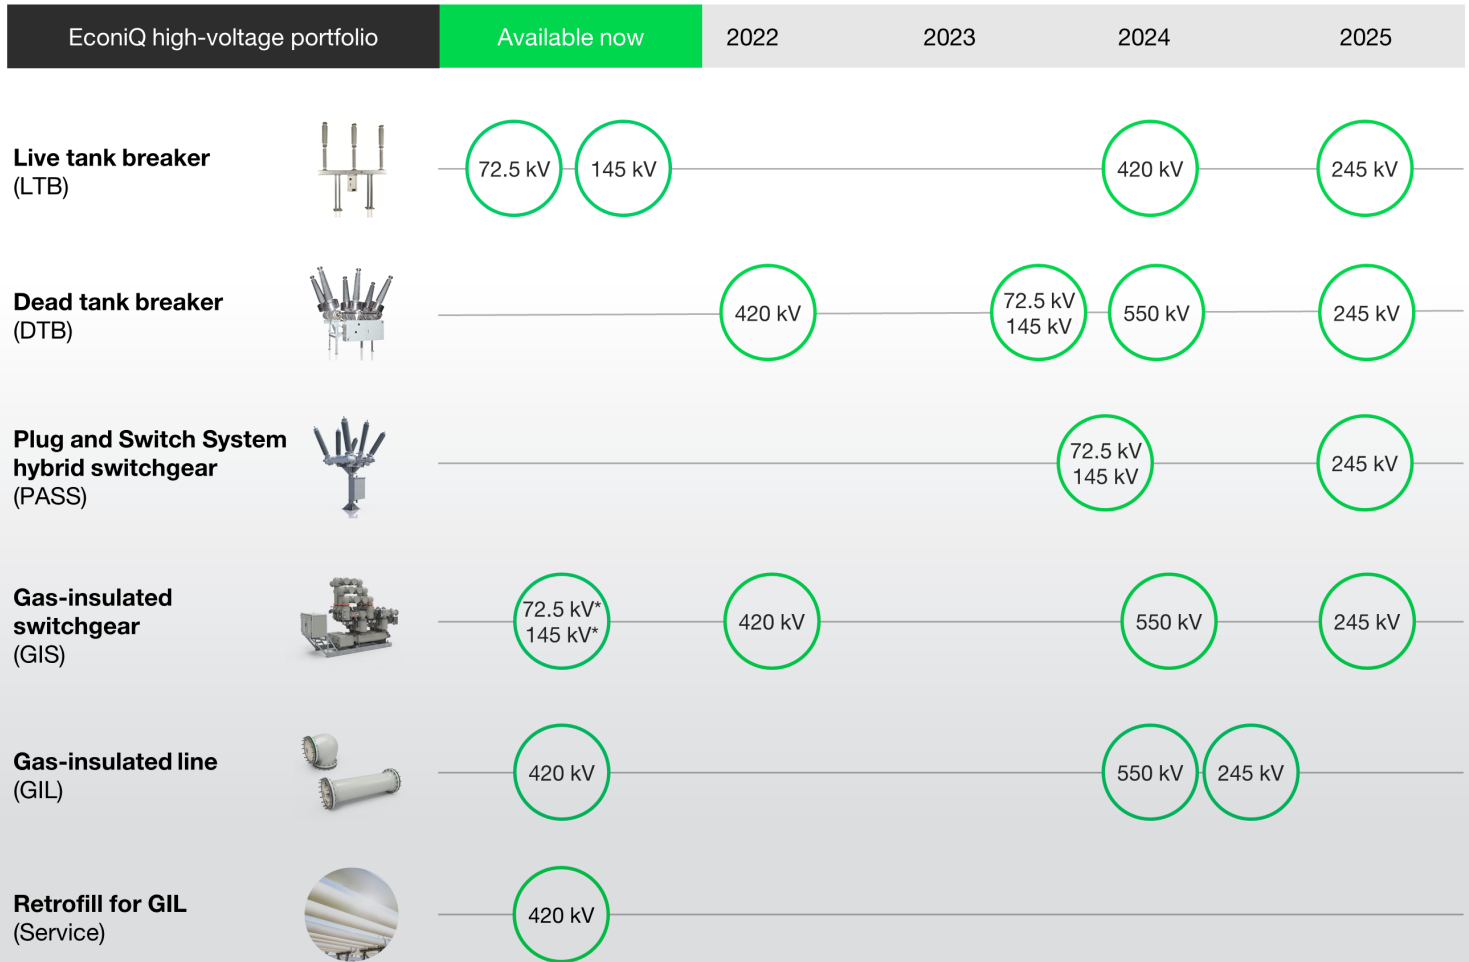 EconiQ high-voltage portfolio
Available now
2022
2023
2024
2025
Live tank breaker
(LTB)
72.5 kV
145 kV
420 kV
245 kV
Dead tank breaker
(DTB)
420 kV
72.5 kV
145 kV
550 kV
245 kV
Plug and Switch System
hybrid switchgear
(PASS)
72.5 kV
145 kV
245 kV
Gas-insulated
switchgear
(GIS)
72.5 kV*
145 kV*
420 kV
550 kV
245 kV
Gas-insulated line
(GIL)
420 kV
550 kV
245 kV
Retrofill for GIL
(Service)
420 kV